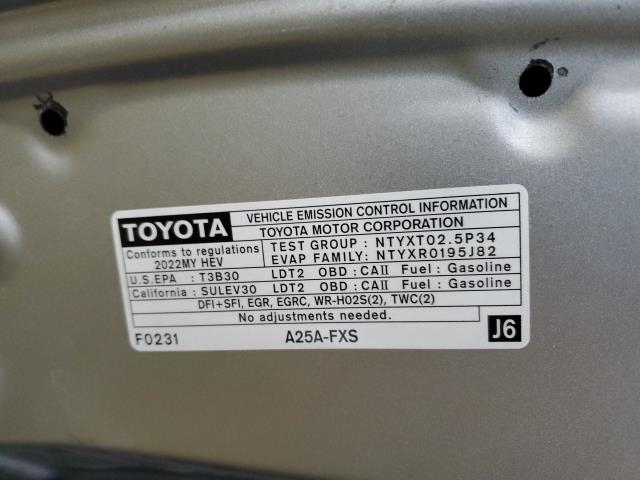 TOYOTA
VEHICLE EMISSION CONTROL INFORMATION
TOYOTA MOTOR CORPORATION
Conforms to regulations
2022MY HEV
TEST GROUP : NTYXT02.5P34
EVAP FAMILY: NTYXR0195J82
U.S.EPA : T3B30 LDT2 OBD : CAII Fuel : Gasoline
California : SULEV30 LDT2 OBD : CAII Fuel : Gasoline
DFI+SFI, EGR, EGRC, WR-HO2S(2), TWC(2)
No adjustments needed.
F0231 A25A-FXS J6